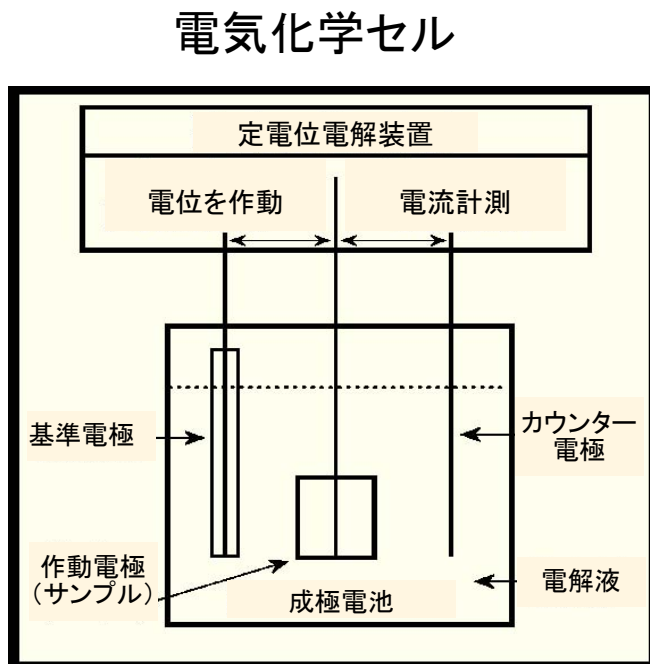 電気化学セル
定電位電解装置
電位を作動
電流計測
基準電極
カウンター
電極
作動電極
（サンプル）
成極電池
電解液